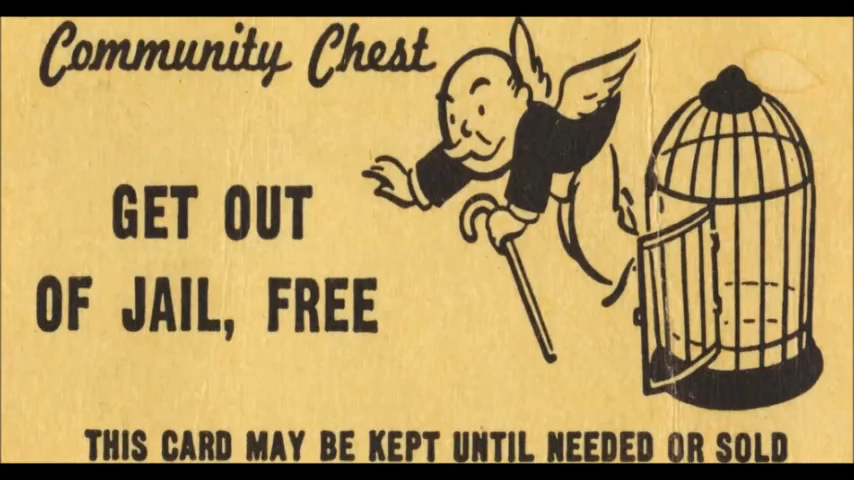 Community Chest
GET OUT
OF JAIL, FREE
THIS CARD MAY BE KEPT UNTIL NEEDED OR SOLD